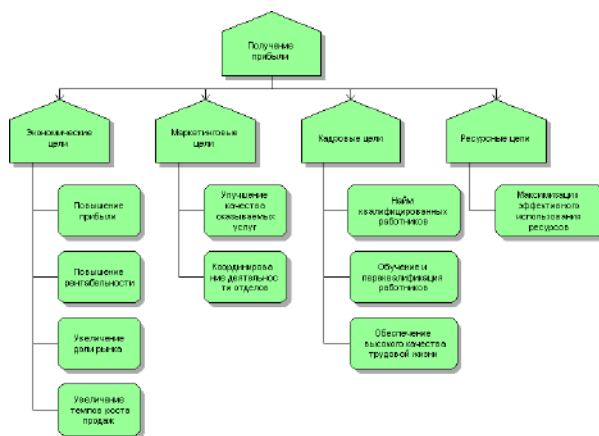 Получение
прибыли
Экономические
цели
Маркетинговые
цели
Кадровые цели
Ресурсные цели
Повышение
прибыли
Улучшение
качества
оказываемых
услуг
Найм
квалифицированных
работников
Максимизация
эффективного
использования
ресурсов
Повышение
рентабельности
Координирова
ние деятельнос
ти отделов
Обучение и
переквалификация
работников
Увеличение
доли рынка
Обеспечение
высокого качества
трудовой жизни
Увеличение
темпов роста
продаж